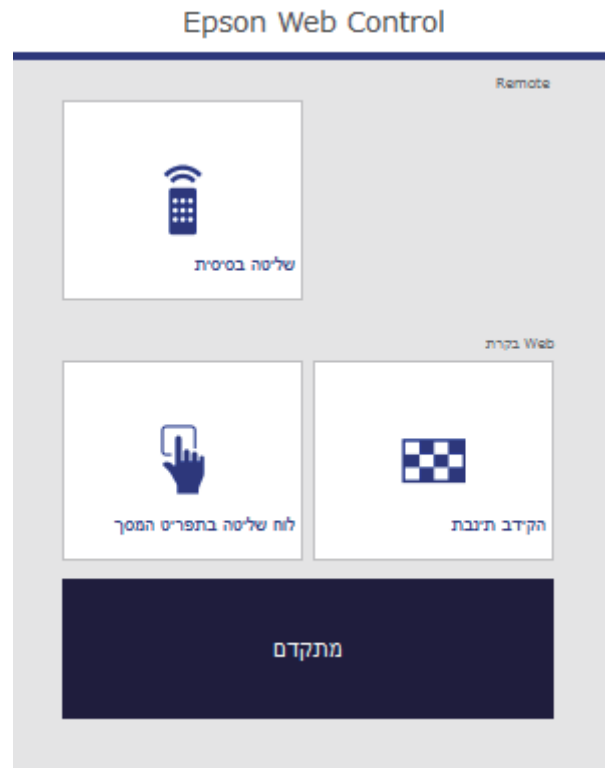 Epson Web Control
Remote
שליטה בסיסית
Web בקרת
הקידב תינבת
לוח שליטה בתפריט המסך
מתקדם